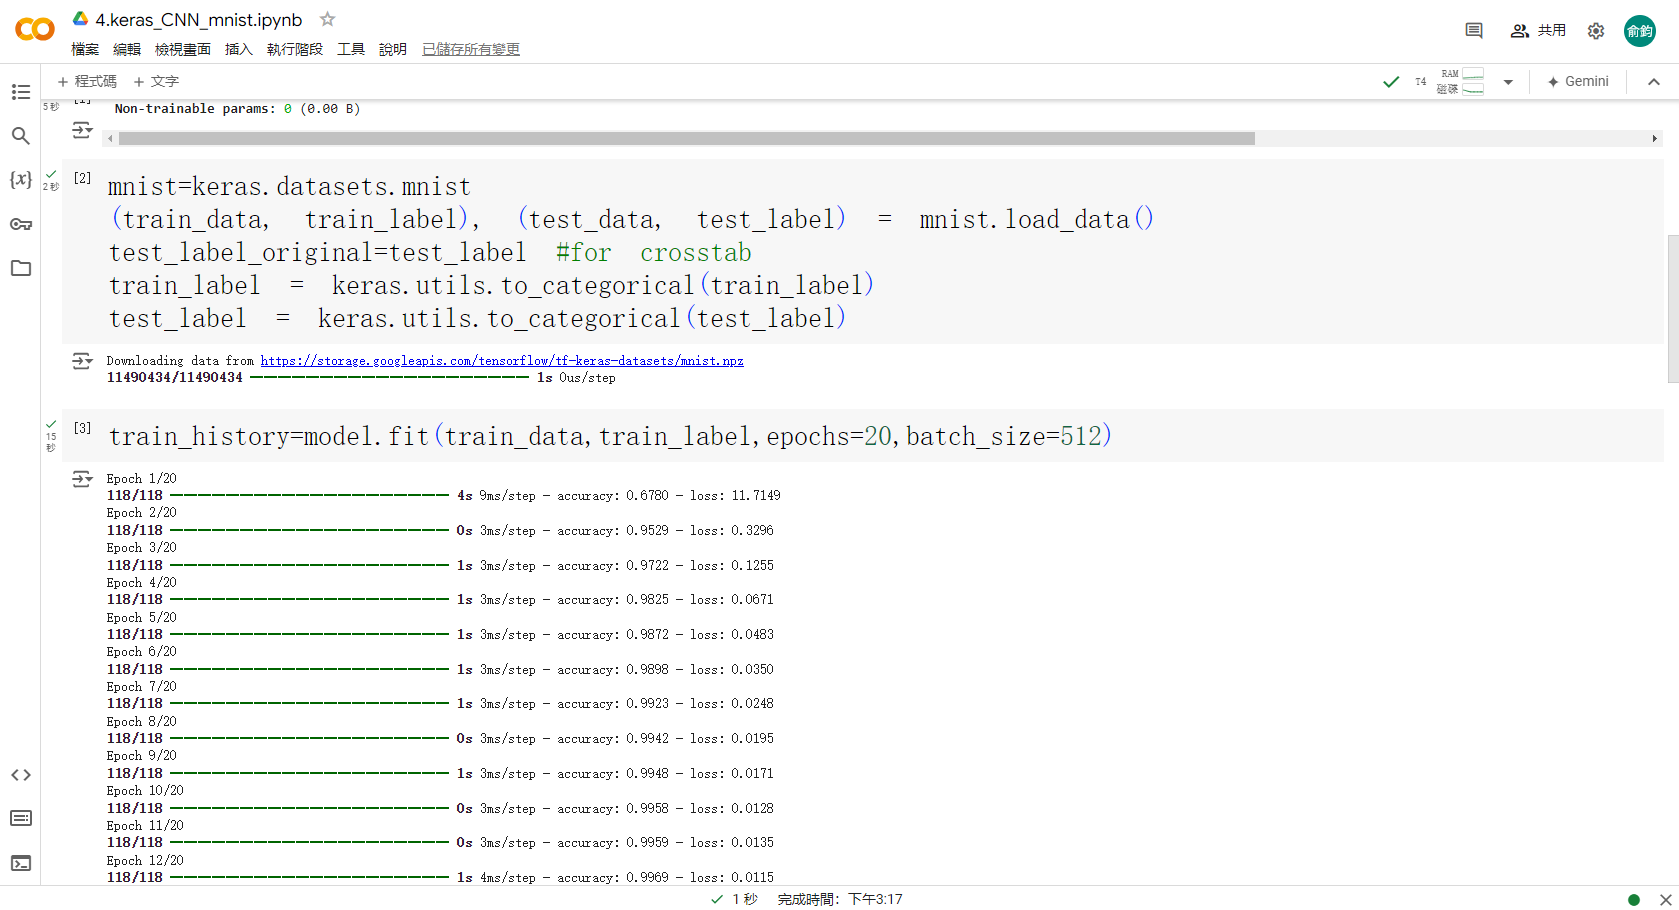 4.keras_CNN_mnist.ipynb
檔案 編輯 檢視畫面 插入 執行階段 工具 說明 已儲存所有變更
共用
俞鈞
+ 程式碼 + 文字
T4 RAM
磁碟
Gemini
[1]
5 秒
Non-trainable params: 0 (0.00 B)
{x}
2 秒
[2]
mnist=keras.datasets.mnist
(train_data, train_label), (test_data, test_label) = mnist.load_data()
test_label_original=test_label #for crosstab
train_label = keras.utils.to_categorical(train_label)
test_label = keras.utils.to_categorical(test_label)
Downloading data from https://storage.googleapis.com/tensorflow/tf-keras-datasets/mnist.npz
11490434/11490434 ━━━━━━━━━━━━━━━━━━━━ 1s 0us/step
15
秒
[3]
train_history=model.fit(train_data,train_label,epochs=20,batch_size=512)
Epoch 1/20
118/118 ━━━━━━━━━━━━━━━━━━━━ 4s 9ms/step - accuracy: 0.6780 - loss: 11.7149
Epoch 2/20
118/118 ━━━━━━━━━━━━━━━━━━━━ 0s 3ms/step - accuracy: 0.9529 - loss: 0.3296
Epoch 3/20
118/118 ━━━━━━━━━━━━━━━━━━━━ 1s 3ms/step - accuracy: 0.9722 - loss: 0.1255
Epoch 4/20
118/118 ━━━━━━━━━━━━━━━━━━━━ 1s 3ms/step - accuracy: 0.9825 - loss: 0.0671
Epoch 5/20
118/118 ━━━━━━━━━━━━━━━━━━━━ 1s 3ms/step - accuracy: 0.9872 - loss: 0.0483
Epoch 6/20
118/118 ━━━━━━━━━━━━━━━━━━━━ 1s 3ms/step - accuracy: 0.9898 - loss: 0.0350
Epoch 7/20
118/118 ━━━━━━━━━━━━━━━━━━━━ 1s 3ms/step - accuracy: 0.9923 - loss: 0.0248
Epoch 8/20
118/118 ━━━━━━━━━━━━━━━━━━━━ 0s 3ms/step - accuracy: 0.9942 - loss: 0.0195
Epoch 9/20
118/118 ━━━━━━━━━━━━━━━━━━━━ 1s 3ms/step - accuracy: 0.9948 - loss: 0.0171
Epoch 10/20
118/118 ━━━━━━━━━━━━━━━━━━━━ 0s 3ms/step - accuracy: 0.9958 - loss: 0.0128
Epoch 11/20
118/118 ━━━━━━━━━━━━━━━━━━━━ 0s 3ms/step - accuracy: 0.9959 - loss: 0.0135
Epoch 12/20
118/118 ━━━━━━━━━━━━━━━━━━━━ 1s 4ms/step - accuracy: 0.9969 - loss: 0.0115
1 秒 完成時間：下午3:17